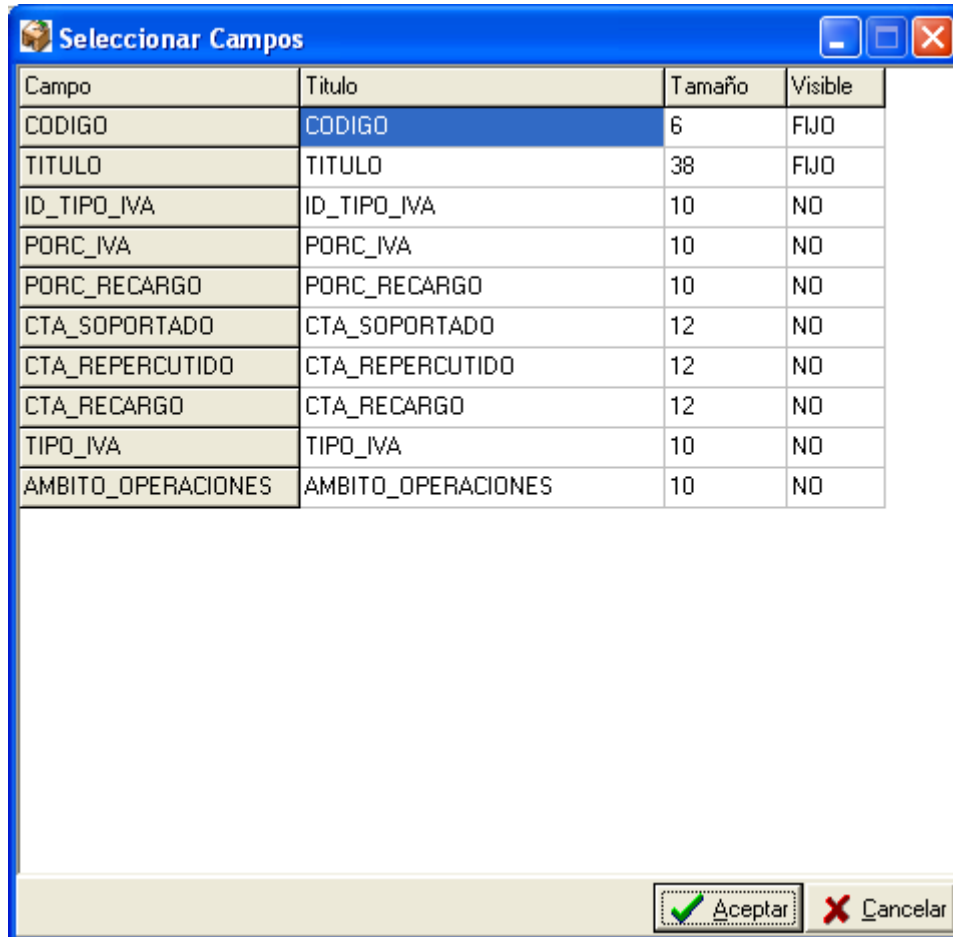 Seleccionar Campos
Campo Titulo Tamaño Visible
CODIGO CODIGO 6 FIJO
TITULO TITULO 38 FIJO
ID_TIPO_IVA ID_TIPO_IVA 10 NO
PORC_IVA PORC_IVA 10 NO
PORC_RECARGO PORC_RECARGO 10 NO
CTA_SOPORTADO CTA_SOPORTADO 12 NO
CTA_REPERCUTIDO CTA_REPERCUTIDO 12 NO
CTA_RECARGO CTA_RECARGO 12 NO
TIPO_IVA TIPO_IVA 10 NO
AMBITO_OPERACIONES AMBITO_OPERACIONES 10 NO
Aceptar Cancelar